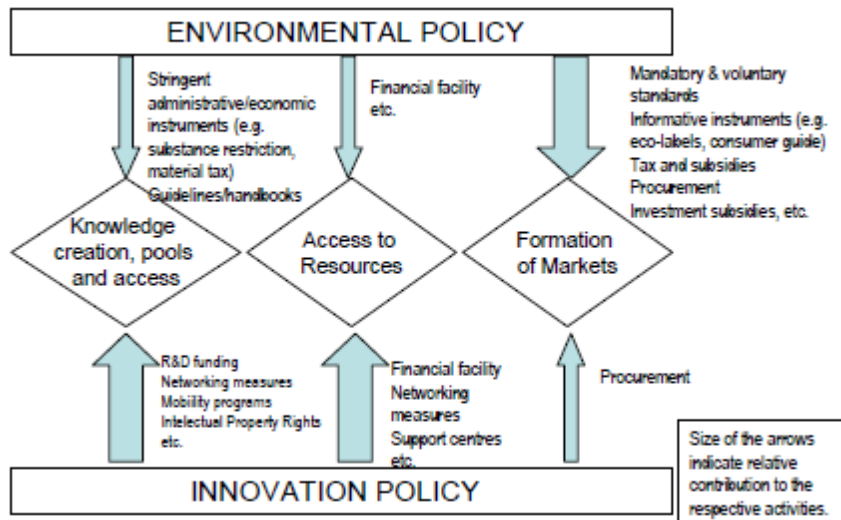 ENVIRONMENTAL POLICY
Stringent
administrative/economic
instruments (e.g.
substance restriction,
material tax)
Guidelines/handbooks
Financial facility
etc.
Mandatory & voluntary
standards
Informative instruments (e.g.
eco-labels, consumer guide)
Tax and subsidies
Procurement
Investment subsidies, etc.
Knowledge
creation, pools
and access
Access to
Resources
Formation
of Markets
R&D funding
Networking measures
Mobility programs
Intelectual Property Rights
etc.
Financial facility
Networking
measures
Support centres
etc.
Procurement
Size of the arrows
indicate relative
contribution to the
respective activities.
INNOVATION POLICY